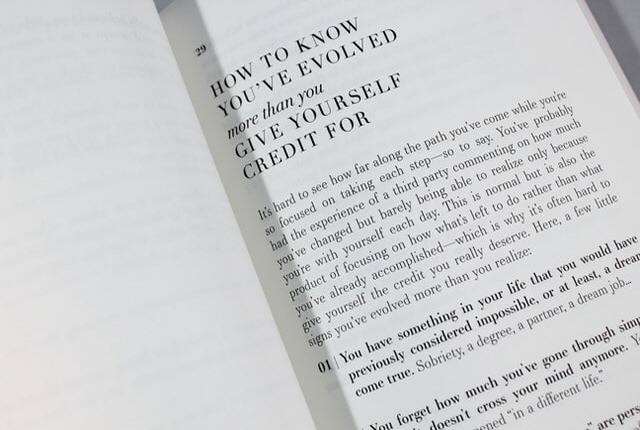 29
HOW TO KNOW
YOU'VE EVOLVED
more than you
GIVE YOURSELF
CREDIT FOR
It's hard to see how far along the path you've come while you're
so focused on taking each step—so to say. You've probably
had the experience of a third party commenting on how much
you've changed but barely being able to realize only because
you're with yourself each day. This is normal but is also the
product of focusing on how what's left to do rather than what
you've already accomplished—which is why it's often hard to
give yourself the credit you really deserve. Here, a few little
signs you've evolved more than you realize:
01 | You have something in your life that you would have
previously considered impossible, or at least, a dream
come true. Sobriety, a degree, a partner, a dream job...
You forget how much you've gone through
doesn't cross your mind anymore.
"in a different life."
are